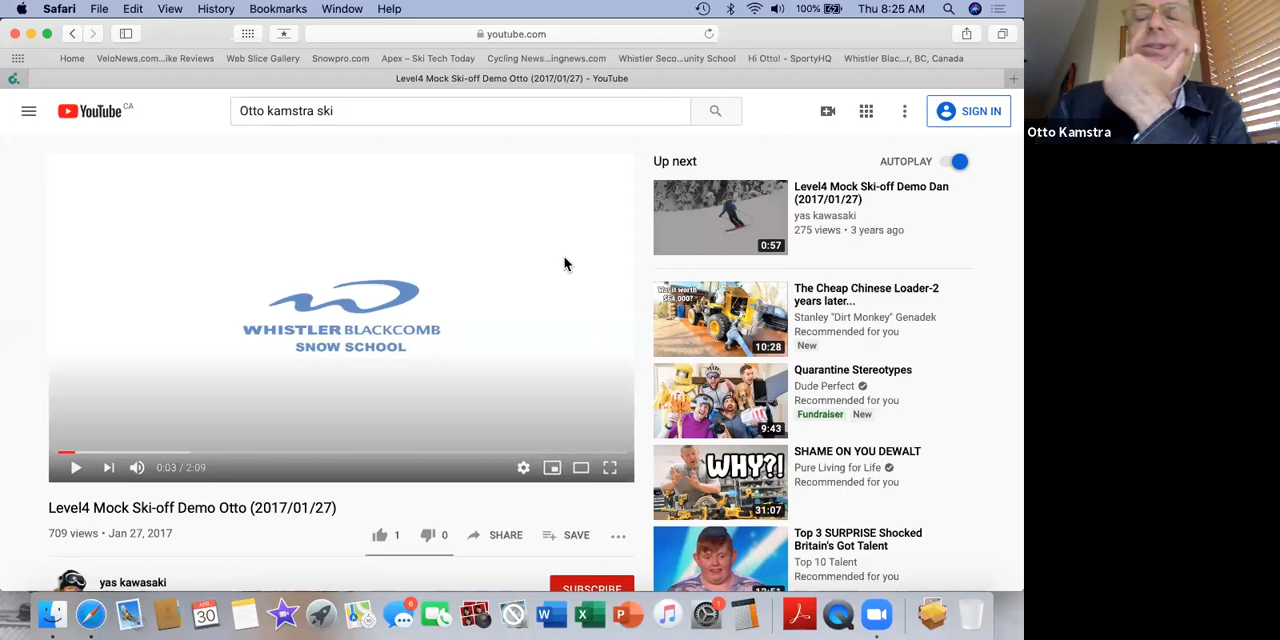 Safari File Edit View History Bookmarks Window Help 100% Thu 8:25 AM
youtube.com
Home VeloNews.com...ike Reviews Web Slice Gallery Snowpro.com Apex – Ski Tech Today Cycling News...ingnews.com Whistler Seco...unity School Hi Otto! - SportyHQ Whistler Blac...r, BC, Canada
Level4 Mock Ski-off Demo Otto (2017/01/27) - YouTube
YouTube CA
Otto kamstra ski
SIGN IN
Otto Kamstra
WHISTLER BLACKCOMB
SNOW SCHOOL
0:03 / 2:09
Level4 Mock Ski-off Demo Otto (2017/01/27)
709 views • Jan 27, 2017
1 0 SHARE SAVE
yas kawasaki
SUBSCRIBE
Up next AUTOPLAY
Level4 Mock Ski-off Demo Dan
(2017/01/27)
yas kawasaki
275 views • 3 years ago
0:57
was it worth
$64,000?
10:28
The Cheap Chinese Loader-2
years later...
Stanley "Dirt Monkey" Genadek
Recommended for you
New
9:43
Quarantine Stereotypes
Dude Perfect
Recommended for you
Fundraiser New
WHY?!
31:07
SHAME ON YOU DEWALT
Pure Living for Life
Recommended for you
Top 3 SURPRISE Shocked
Britain's Got Talent
Top 10 Talent
Recommended for you
APR
30
6
1